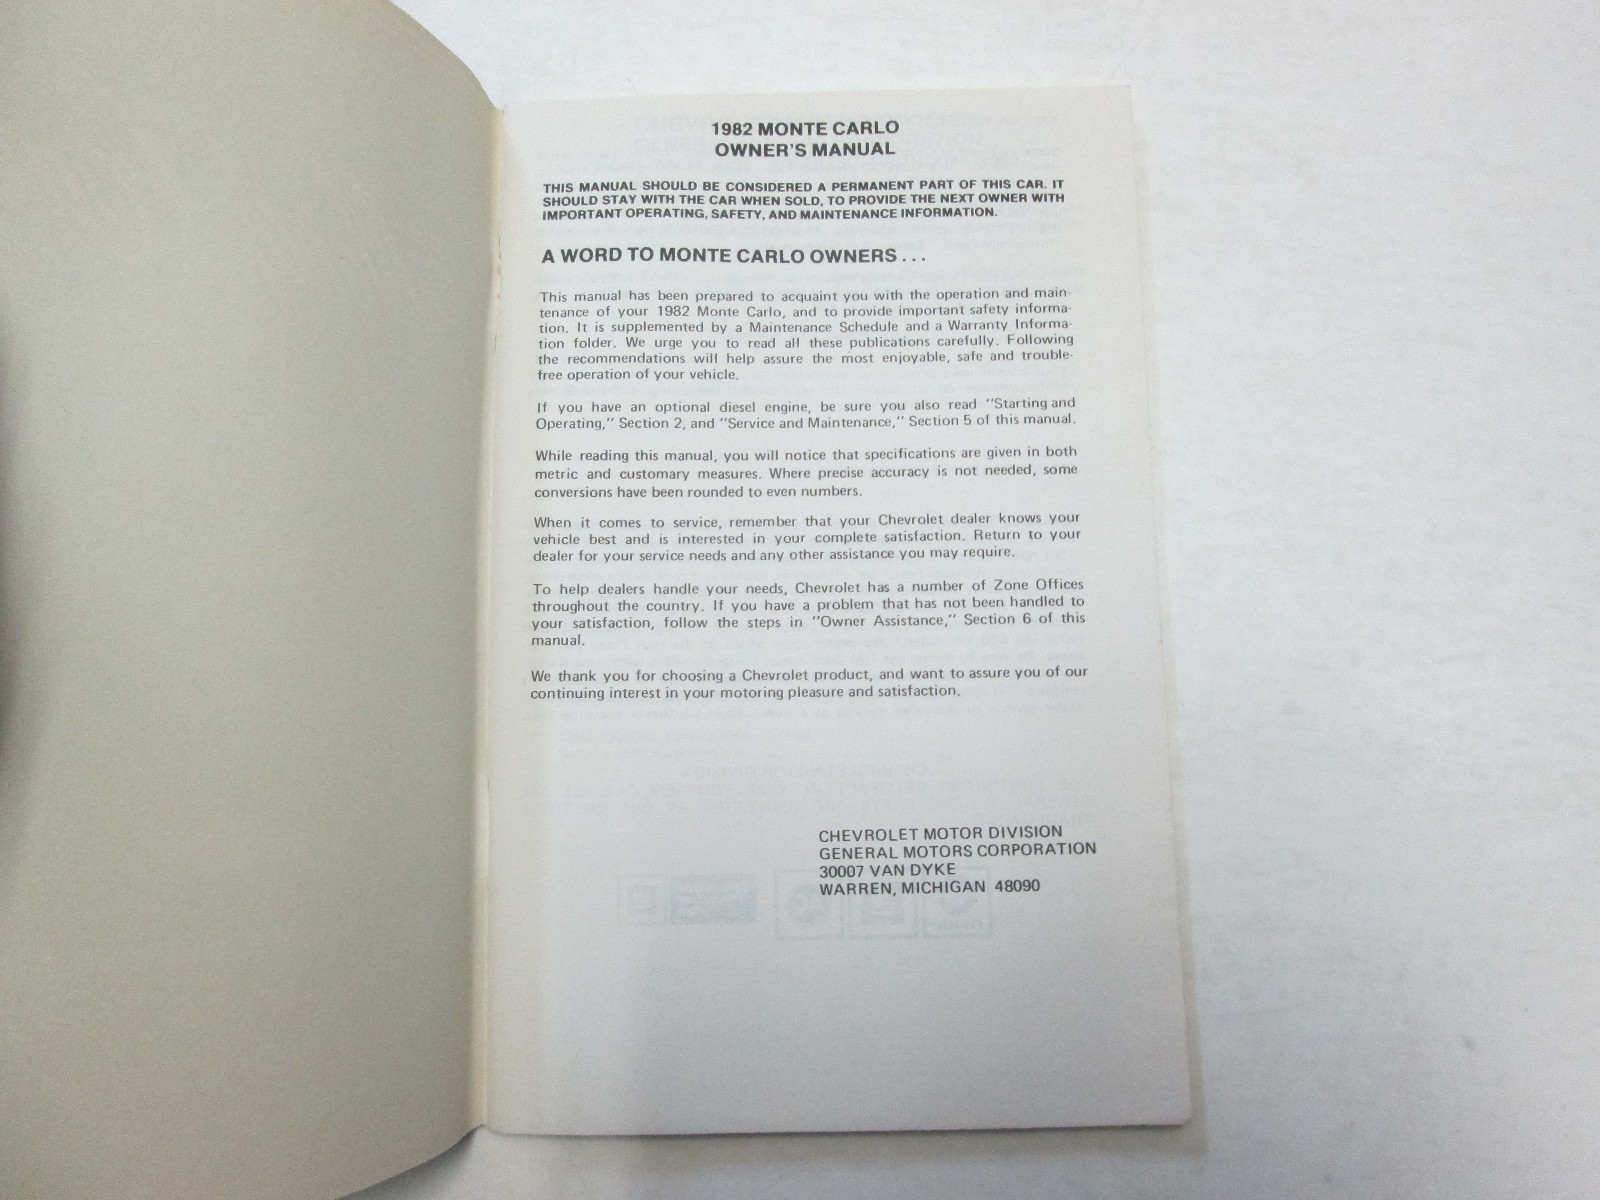 1982 MONTE CARLO
OWNER'S MANUAL
THIS MANUAL SHOULD BE CONSIDERED A PERMANENT PART OF THIS CAR. IT
SHOULD STAY WITH THE CAR WHEN SOLD, TO PROVIDE THE NEXT OWNER WITH
IMPORTANT OPERATING, SAFETY, AND MAINTENANCE INFORMATION.
A WORD TO MONTE CARLO OWNERS . . .
This manual has been prepared to acquaint you with the operation and main-
tenance of your 1982 Monte Carlo, and to provide important safety informa-
tion. It is supplemented by a Maintenance Schedule and a Warranty Informa-
tion folder. We urge you to read all these publications carefully. Following
the recommendations will help assure the most enjoyable, safe and trouble-
free operation of your vehicle.
If you have an optional diesel engine, be sure you also read "Starting and
Operating," Section 2, and "Service and Maintenance," Section 5 of this manual.
While reading this manual, you will notice that specifications are given in both
metric and customary measures. Where precise accuracy is not needed, some
conversions have been rounded to even numbers.
When it comes to service, remember that your Chevrolet dealer knows your
vehicle best and is interested in your complete satisfaction. Return to your
dealer for your service needs and any other assistance you may require.
To help dealers handle your needs, Chevrolet has a number of Zone Offices
throughout the country. If you have a problem that has not been handled to
your satisfaction, follow the steps in "Owner Assistance," Section 6 of this
manual.
We thank you for choosing a Chevrolet product, and want to assure you of our
continuing interest in your motoring pleasure and satisfaction.
CHEVROLET MOTOR DIVISION
GENERAL MOTORS CORPORATION
30007 VAN DYKE
WARREN, MICHIGAN 48090